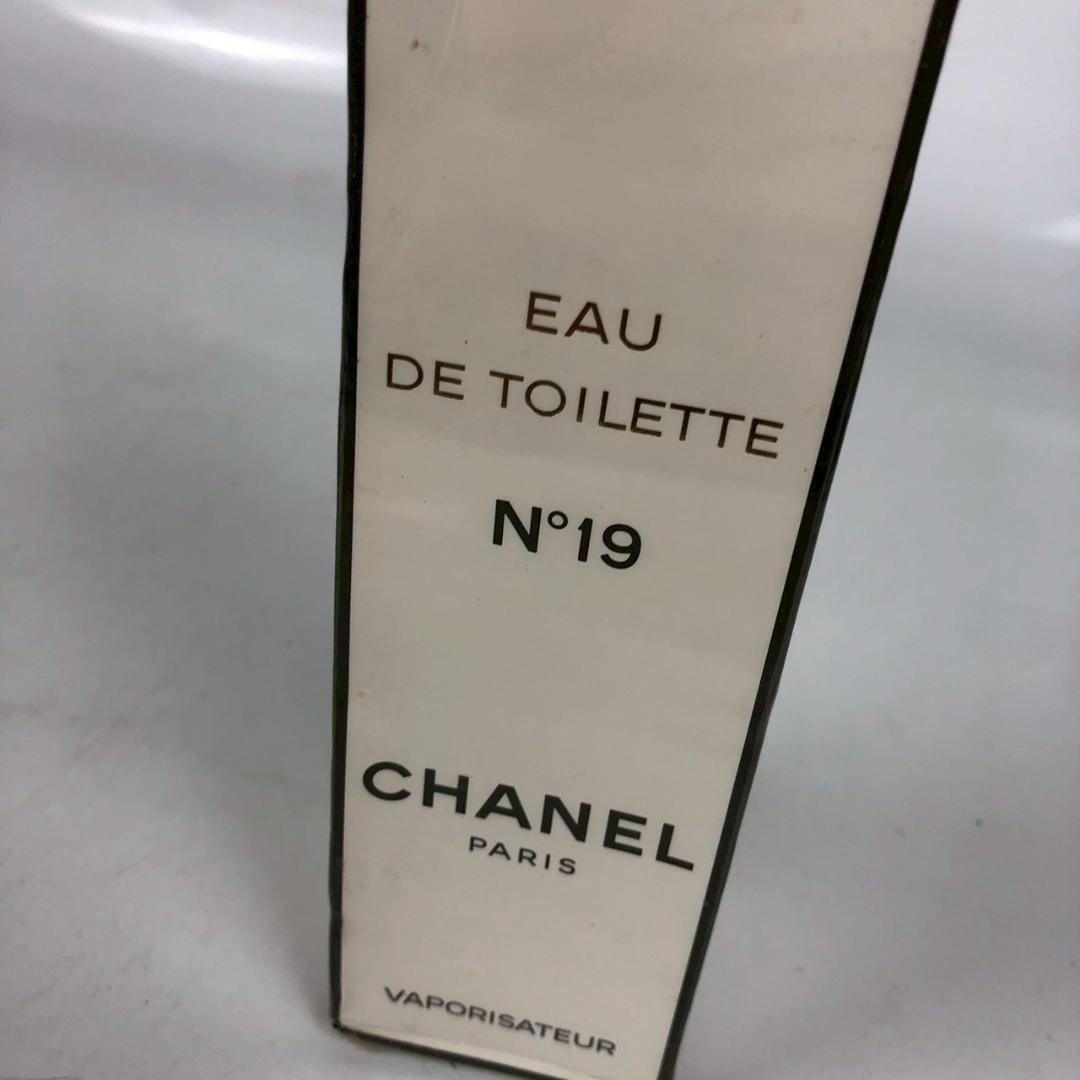 EAU
DE TOILETTE
N°19
CHANEL
PARIS
VAPORISATEUR